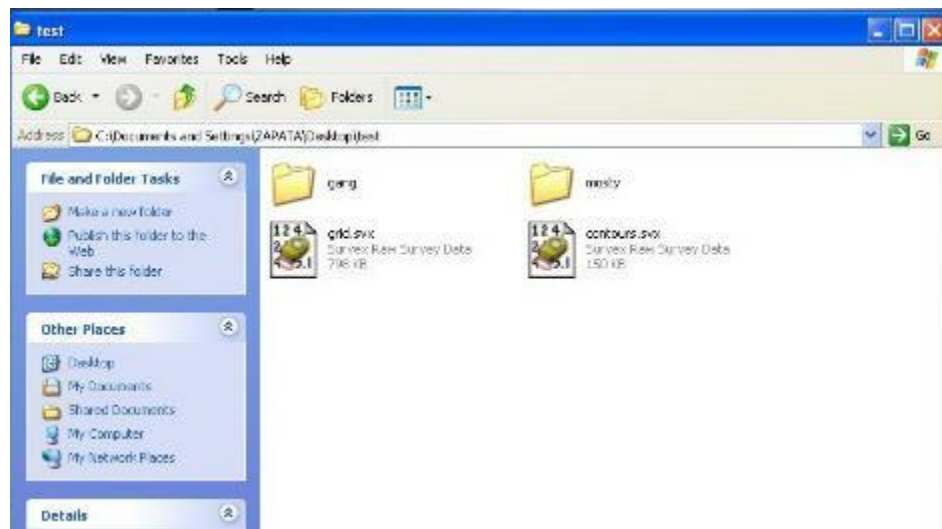 test
File Edit View Favorites Tools Help
Back Search Folders
Address C:\Documents and Settings\ZAPATA\Desktop\test Go
File and Folder Tasks
Make a new folder
Publish this folder to the Web
Share this folder
Other Places
Desktop
My Documents
Shared Documents
My Computer
My Network Places
Details
gang
grid.svx
Survex Raw Survey Data
798 KB
contours.svx
Survex Raw Survey Data
150 KB